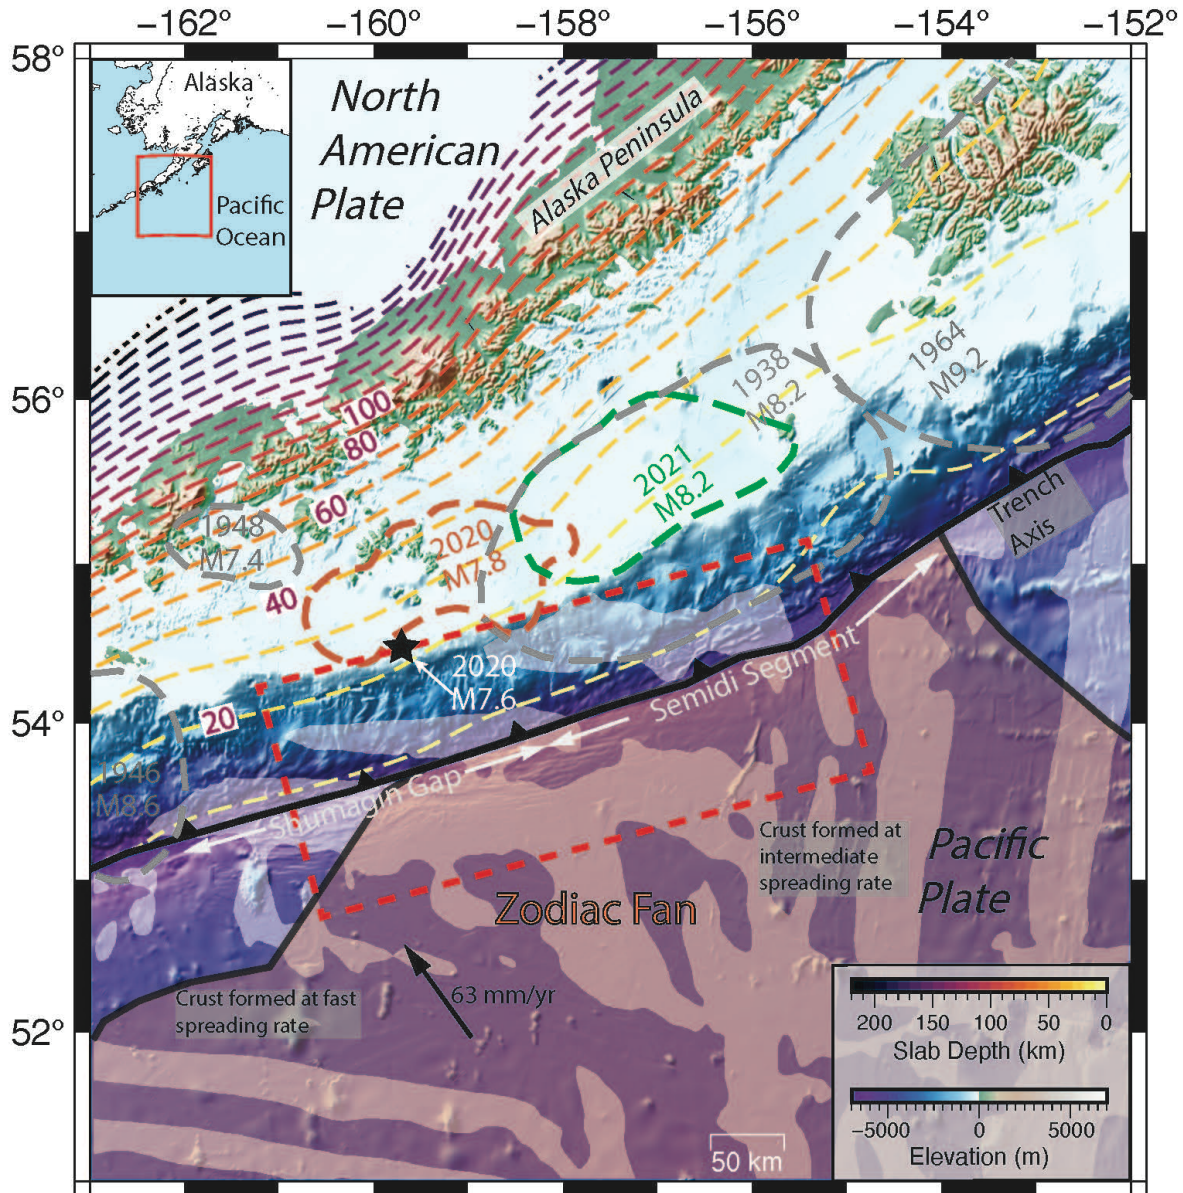 −162° −160° −158° −156° −154° −152°
58°
56°
54°
52°
Alaska
Pacific
Ocean
North
American
Plate
Alaska Peninsula
100
80
60
40
20
1964
M9.2
1938
M8.2
2021
M8.2
2020
M7.8
1948
M7.4
2020
M7.6
1946
M8.6
Trench
Axis
Semidi Segment
Shumagin Gap
Crust formed at
intermediate
spreading rate
Pacific
Plate
Zodiac Fan
63 mm/yr
Crust formed at fast
spreading rate
50 km
200 150 100 50 0
Slab Depth (km)
−5000 0 5000
Elevation (m)